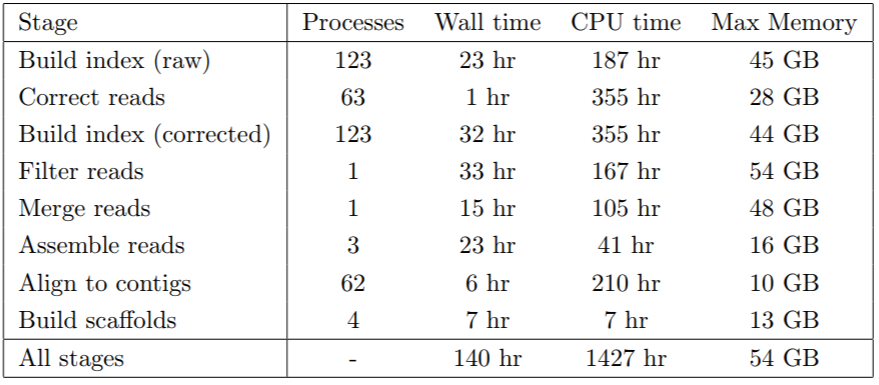 Stage Processes Wall time CPU time Max Memory
Build index (raw) 123 23 hr 187 hr 45 GB
Correct reads 63 1 hr 355 hr 28 GB
Build index (corrected) 123 32 hr 355 hr 44 GB
Filter reads 1 33 hr 167 hr 54 GB
Merge reads 1 15 hr 105 hr 48 GB
Assemble reads 3 23 hr 41 hr 16 GB
Align to contigs 62 6 hr 210 hr 10 GB
Build scaffolds 4 7 hr 7 hr 13 GB
All stages - 140 hr 1427 hr 54 GB